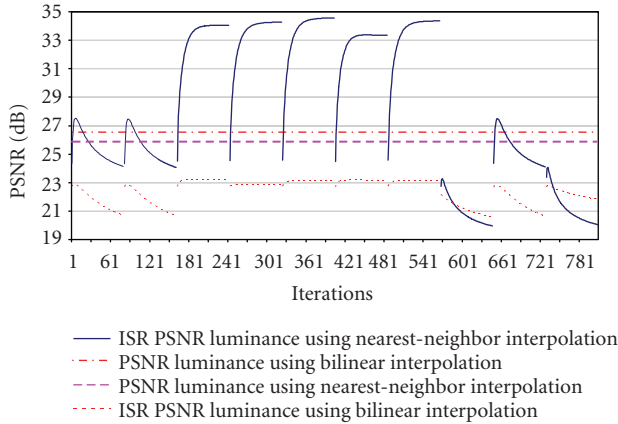 35
33
31
29
27
25
23
21
19
PSNR (dB)
1 61 121 181 241 301 361 421 481 541 601 661 721 781
Iterations
ISR PSNR luminance using nearest-neighbor interpolation
PSNR luminance using bilinear interpolation
PSNR luminance using nearest-neighbor interpolation
ISR PSNR luminance using bilinear interpolation